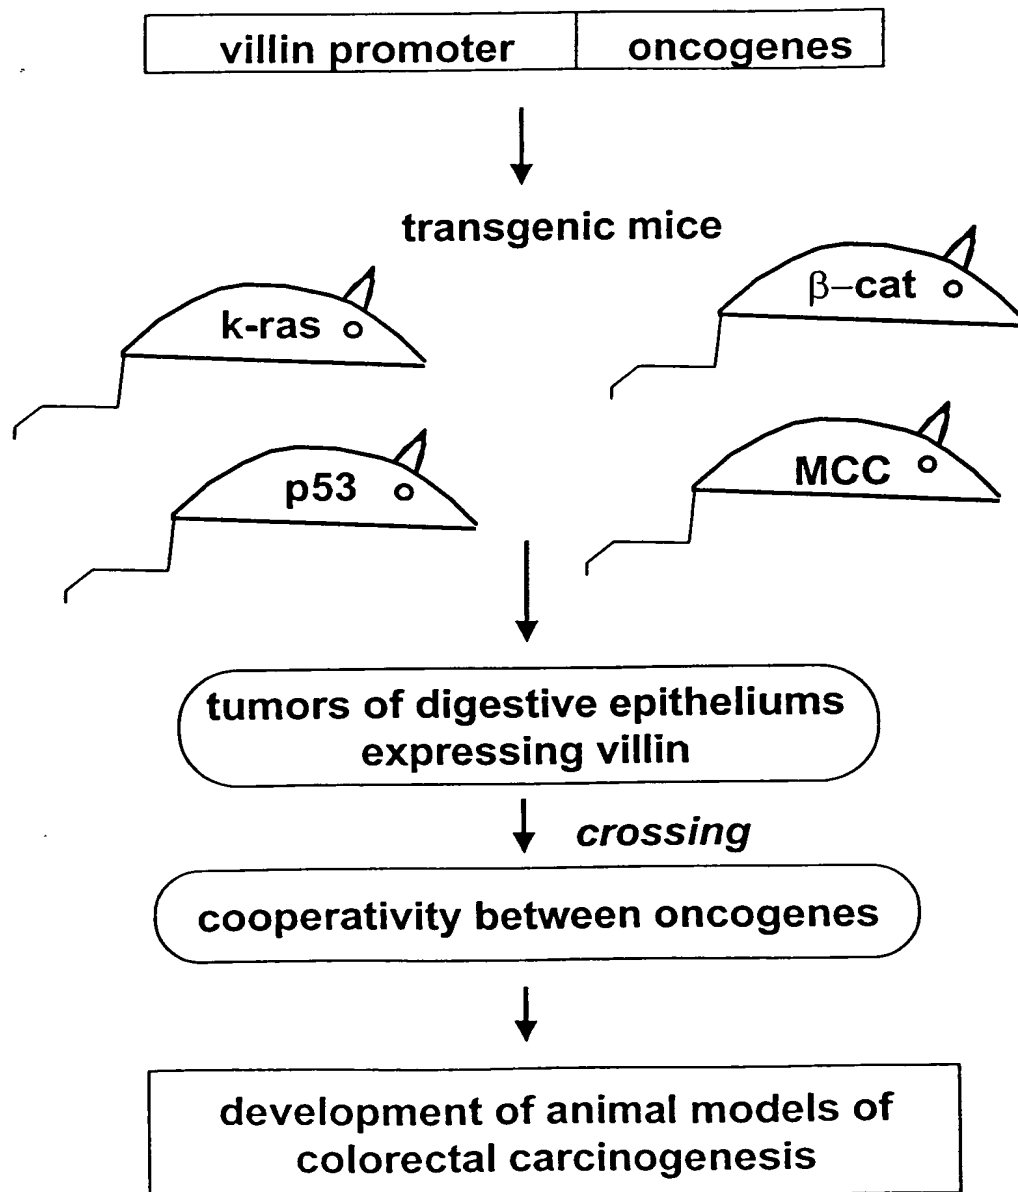 villin promoter oncogenes
transgenic mice
k-ras
β–cat
p53
MCC
tumors of digestive epitheliums
expressing villin
crossing
cooperativity between oncogenes
development of animal models of
colorectal carcinogenesis